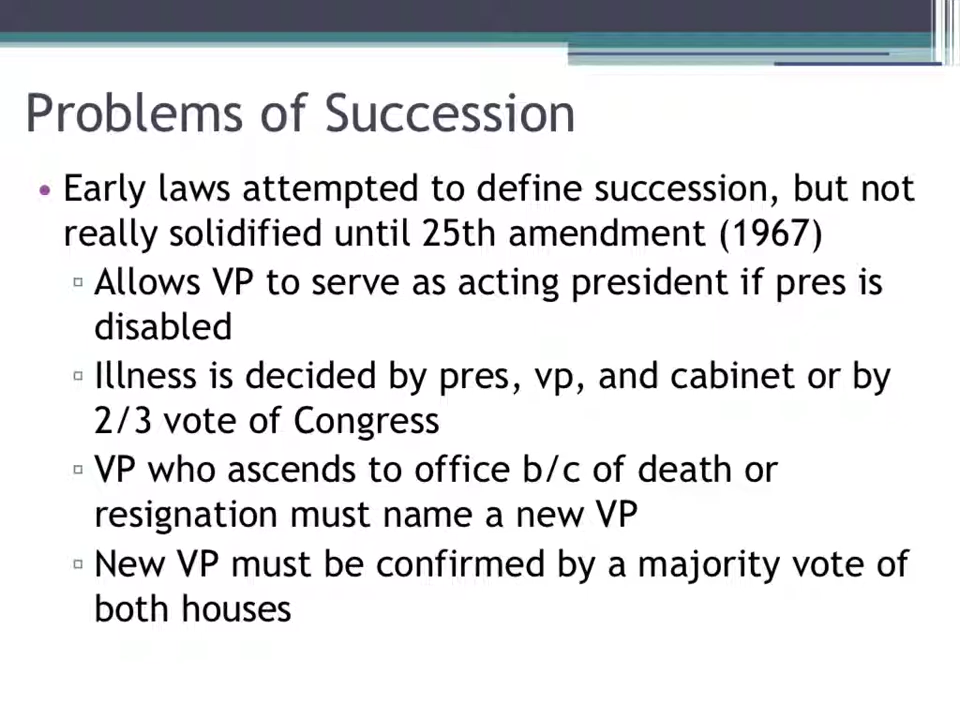 Problems of Succession
• Early laws attempted to define succession, but not
really solidified until 25th amendment (1967)
▫ Allows VP to serve as acting president if pres is
disabled
▫ Illness is decided by pres, vp, and cabinet or by
2/3 vote of Congress
▫ VP who ascends to office b/c of death or
resignation must name a new VP
▫ New VP must be confirmed by a majority vote of
both houses